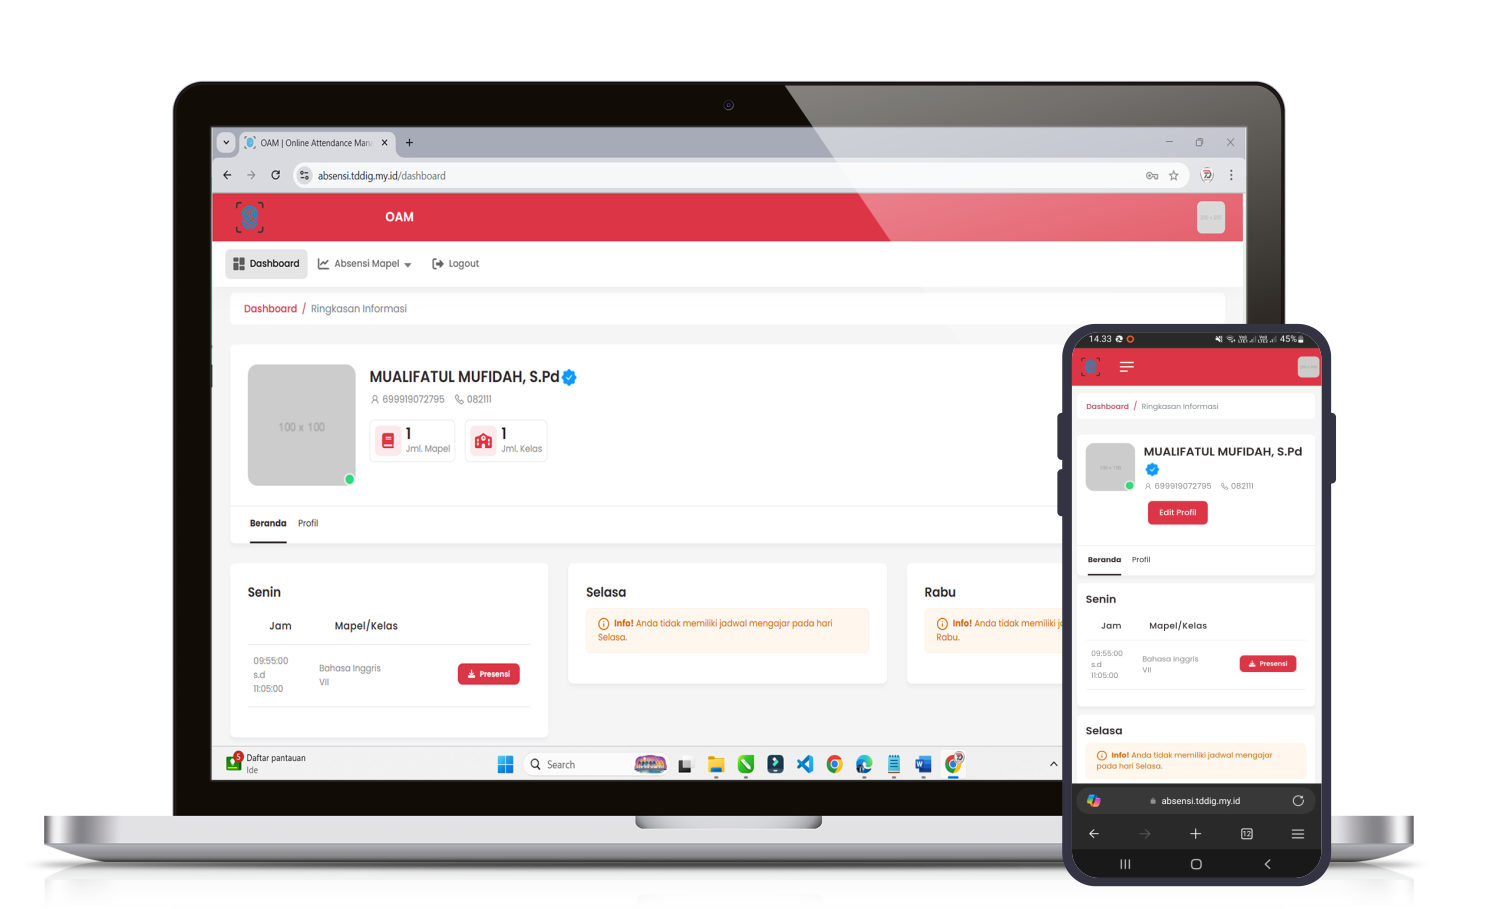 OAM | Online Attendance Man
absensi.tddig.my.id/dashboard
OAM
Dashboard
Absensi Mapel
Logout
Dashboard / Ringkasan Informasi
100 x 100
MUALIFATUL MUFIDAH, S.Pd
699919072795 082111
1
Jml. Mapel
1
Jml. Kelas
Beranda Profil
Senin
Jam Mapel/Kelas
09:55:00
s.d
11:05:00
Bahasa Inggris
VII
Presensi
Selasa
Info! Anda tidak memiliki jadwal mengajar pada hari
Selasa.
Rabu
Info! Anda tidak memiliki
Rabu.
5
Daftar pantauan
Ide
Search
14.33
45%
Dashboard / Ringkasan Informasi
100 x 100
MUALIFATUL MUFIDAH, S.Pd
699919072795 082111
Edit Profil
Beranda Profil
Senin
Jam Mapel/Kelas
09:55:00
s.d
11:05:00
Bahasa Inggris
VII
Presensi
Selasa
Info! Anda tidak memiliki jadwal mengajar
pada hari Selasa.
absensi.tddig.my.id
12